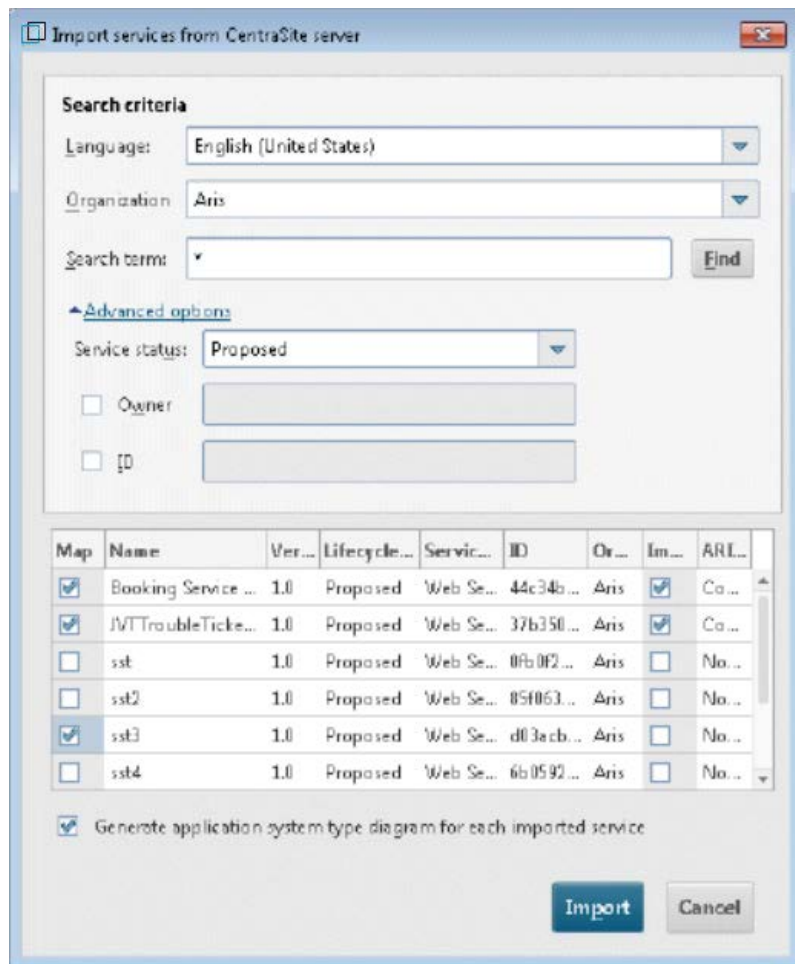 Import services from CentraSite server
Search criteria
Language: English (United States)
Organization Aris
Search term: * Find
Advanced options
Service status: Proposed
Owner
ID
Map Name Ver... Lifecycle... Servic... ID Or... Im... ARI...
Booking Service ... 1.0 Proposed Web Se... 44c34b... Aris Co...
JVTTroubleTicke... 1.0 Proposed Web Se... 37b350... Aris Co...
sst 1.0 Proposed Web Se... 0fb0f2... Aris No...
sst2 1.0 Proposed Web Se... 85f063... Aris No...
sst3 1.0 Proposed Web Se... d03acb... Aris No...
sst4 1.0 Proposed Web Se... 6b0592... Aris No...
Generate application system type diagram for each imported service
Import Cancel